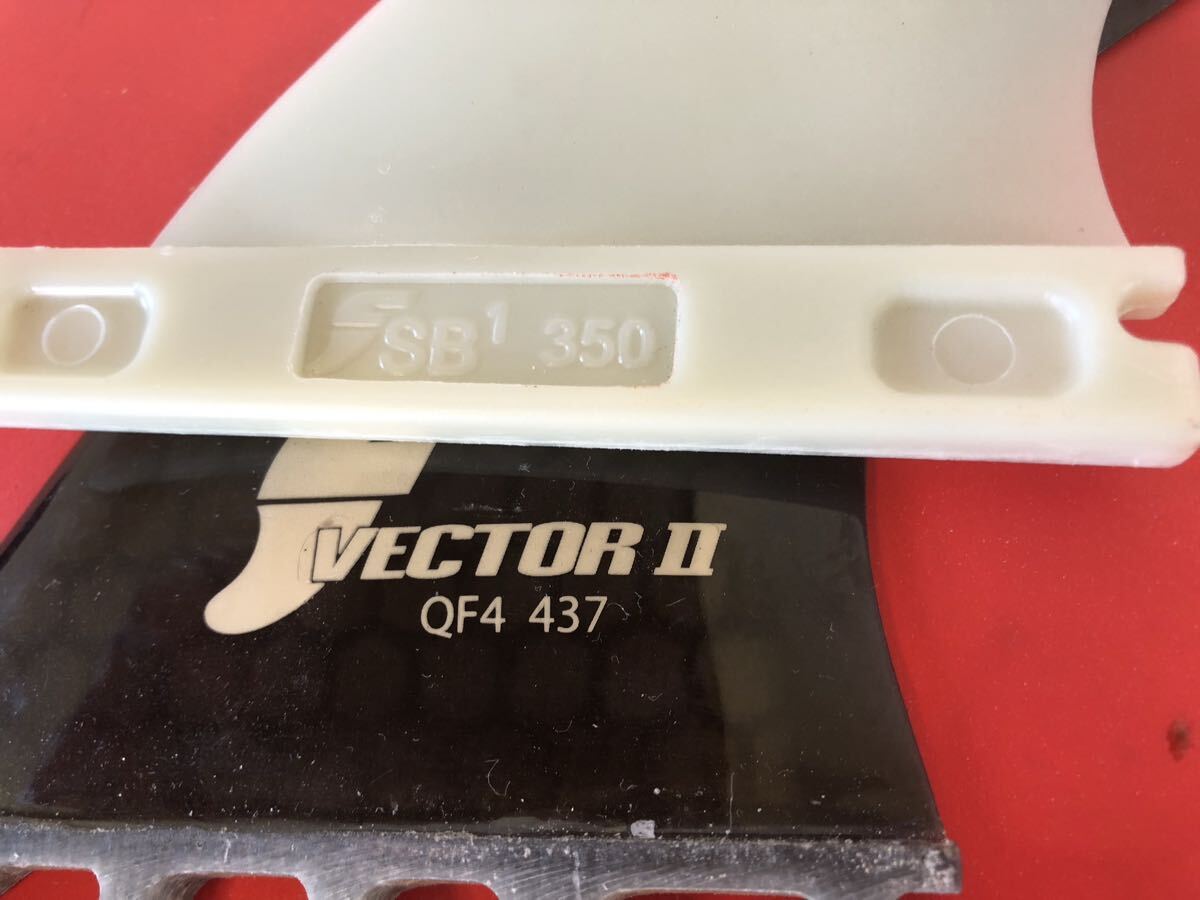 SB¹ 350
VECTOR II
QF4 437